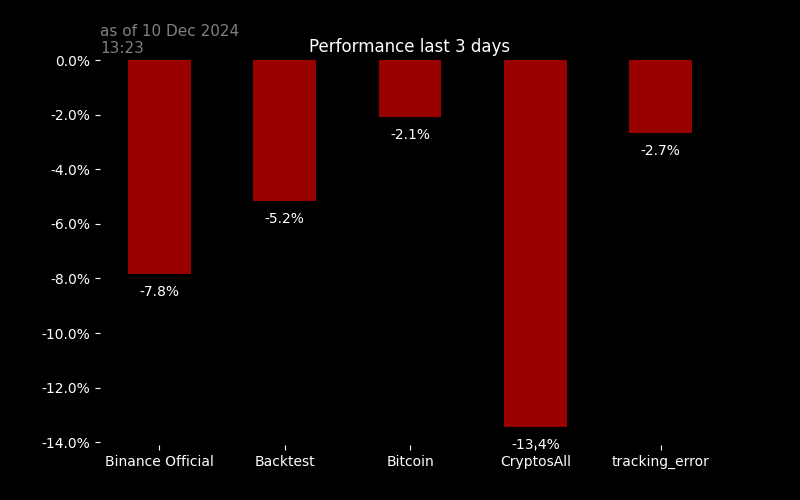 as of 10 Dec 2024
13:23
Performance last 3 days
0.0%
-2.0%
-4.0%
-6.0%
-8.0%
-10.0%
-12.0%
-14.0%
-7.8%
-5.2%
-2.1%
-13.4%
-2.7%
Binance Official
Backtest
Bitcoin
CryptosAll
tracking_error